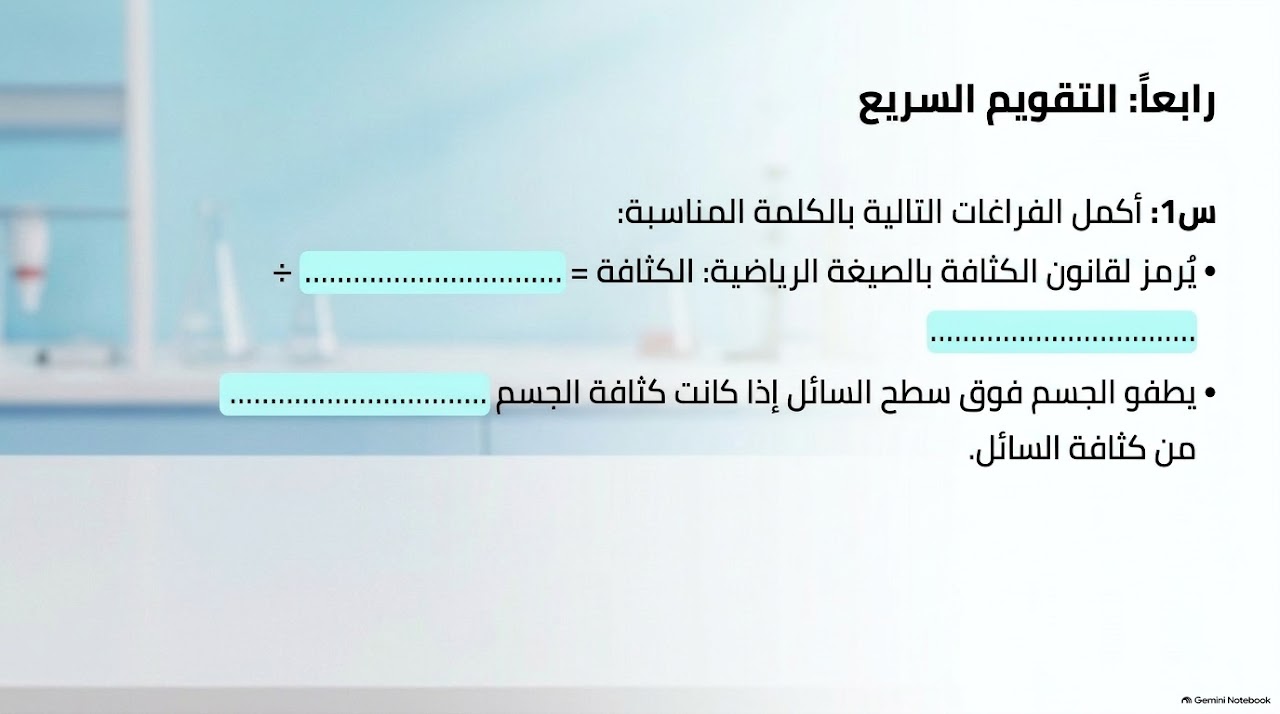 رابعاً: التقويم السريع
س1: أكمل الفراغات التالية بالكلمة المناسبة:
• يُرمز لقانون الكثافة بالصيغة الرياضية: الكثافة = ................................ ÷
.................................
• يطفو الجسم فوق سطح السائل إذا كانت كثافة الجسم ................................
من كثافة السائل.
Gemini Notebook